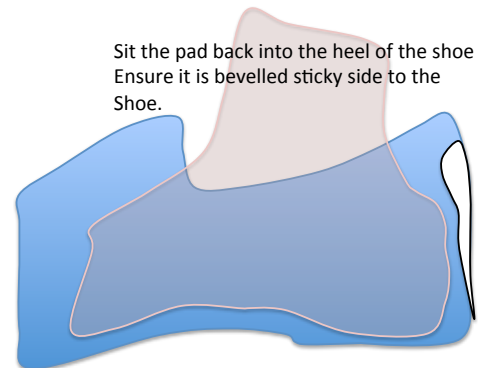 Sit the pad back into the heel of the shoe
Ensure it is bevelled sticky side to the
Shoe.